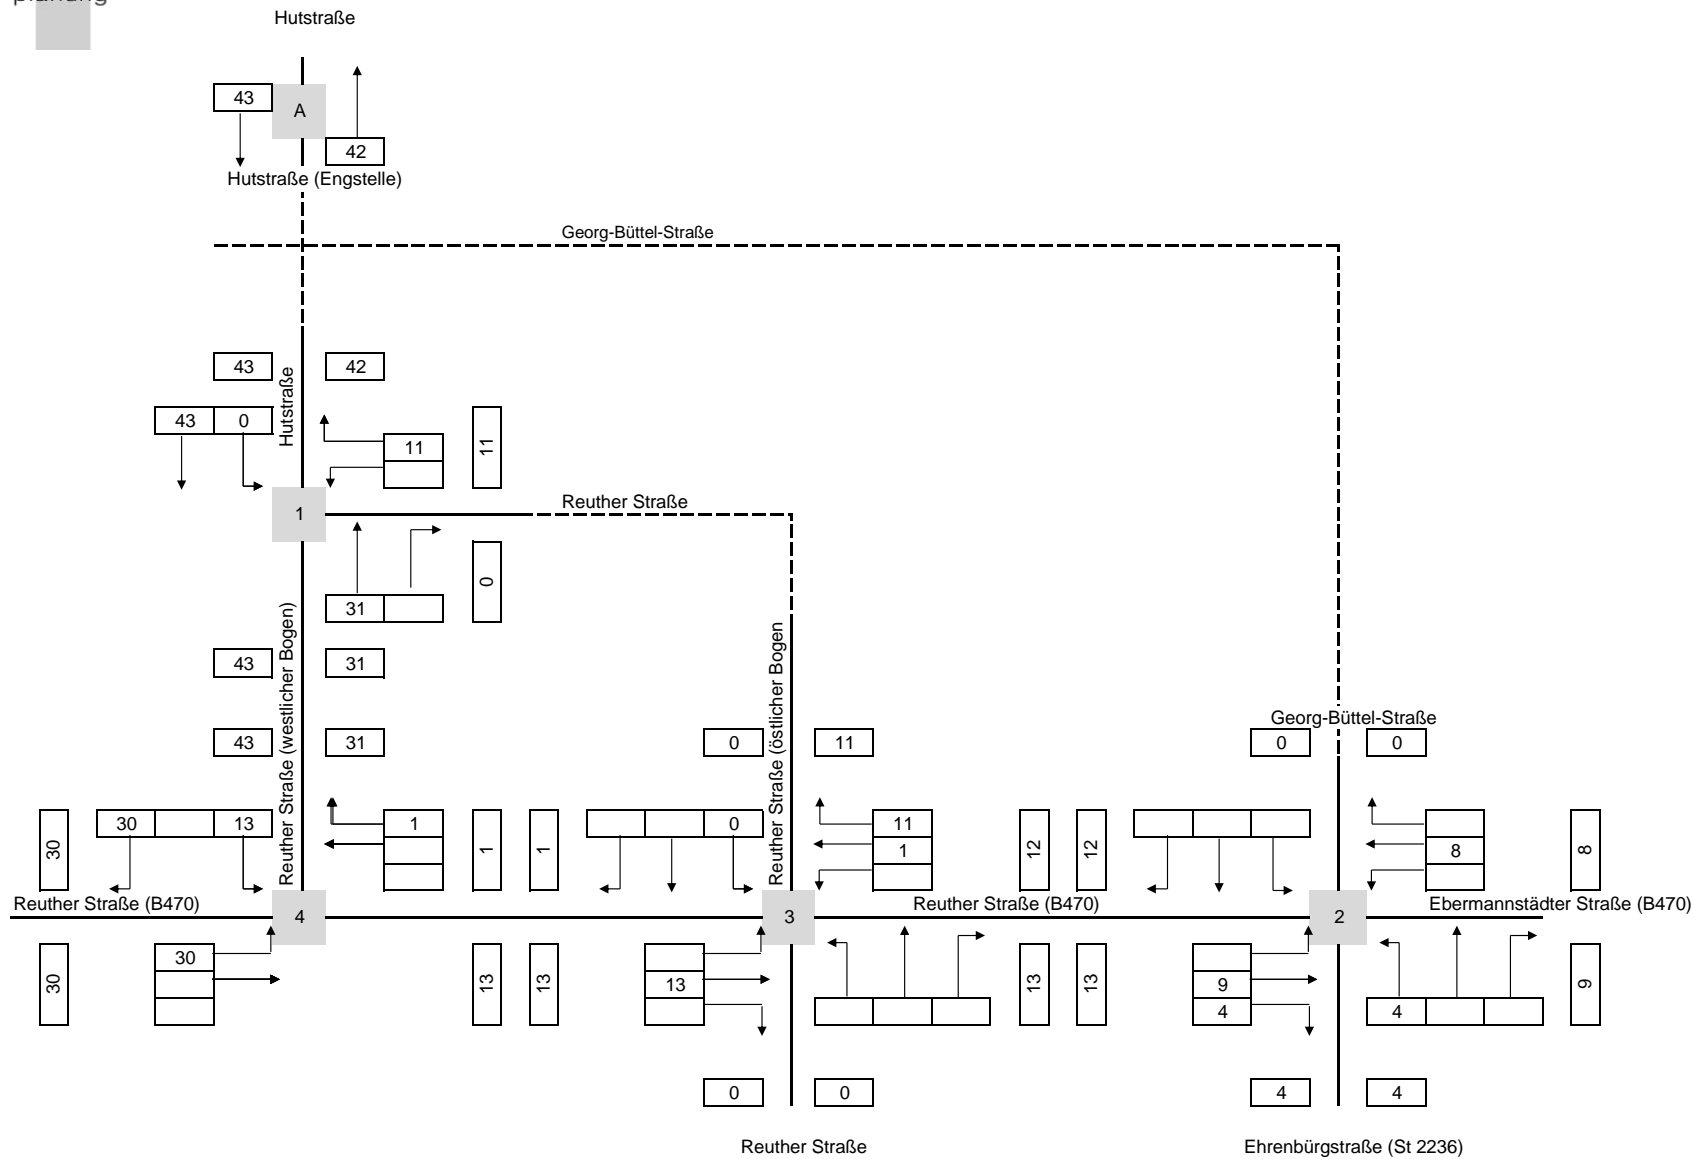 planung
Hutstraße
43
A
42
Hutstraße (Engstelle)
Georg-Büttel-Straße
43 42
Hutstraße
43 0
11
11
1
Reuther Straße
0
31
Reuther Straße (westlicher Bogen)
43 31
Reuther Straße (östlicher Bogen
Georg-Büttel-Straße
43 31 0 11 0 0
30 30 13 1 1 1 0 11 12 12 8
1 8
Reuther Straße (B470) 4 3 Reuther Straße (B470) 2 Ebermannstädter Straße (B470)
30
30 13 13 13 13 13 9 9
4 4
0 0 4 4
Reuther Straße Ehrenbürgstraße (St 2236)